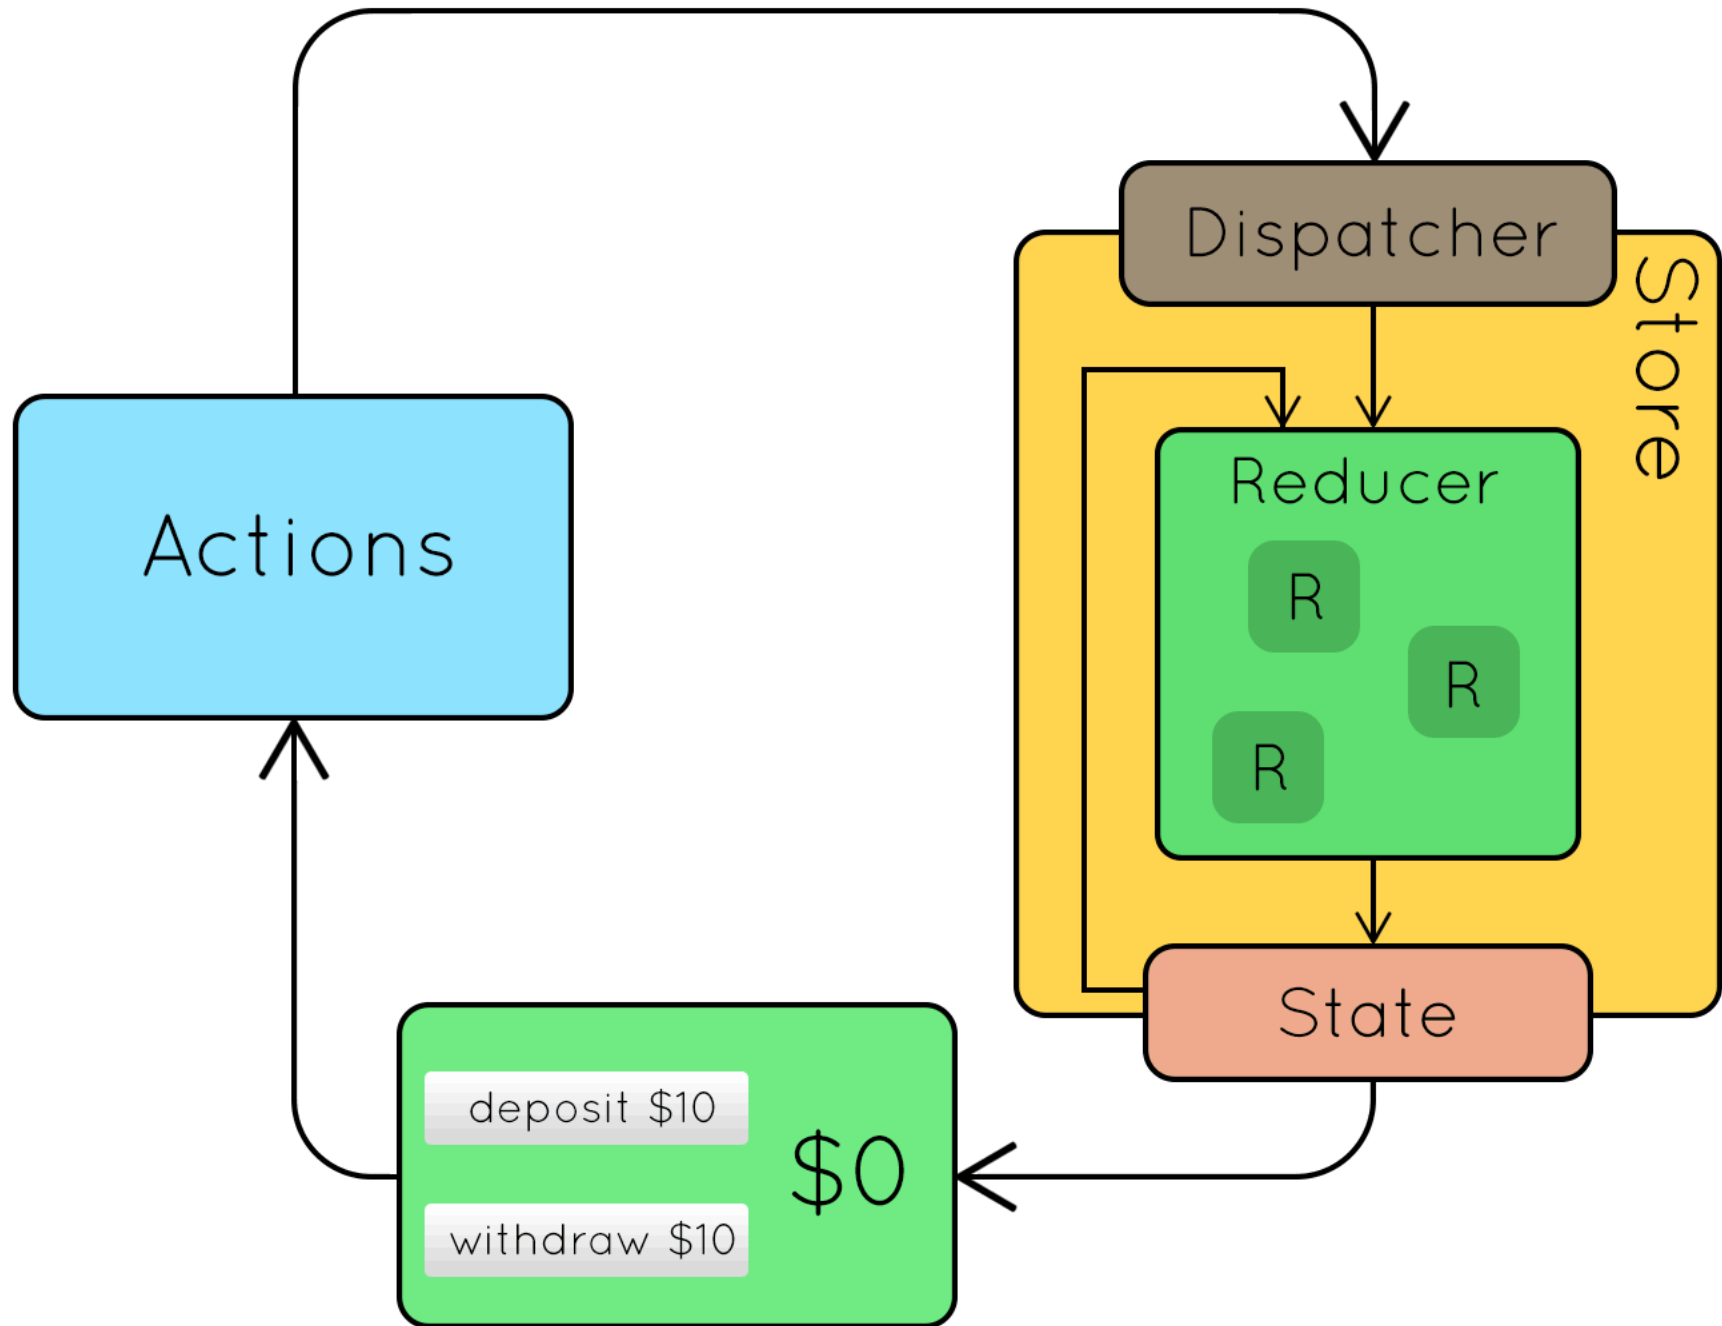 Dispatcher
Store
Reducer
Actions
R
R
R
State
deposit $10
$0
withdraw $10